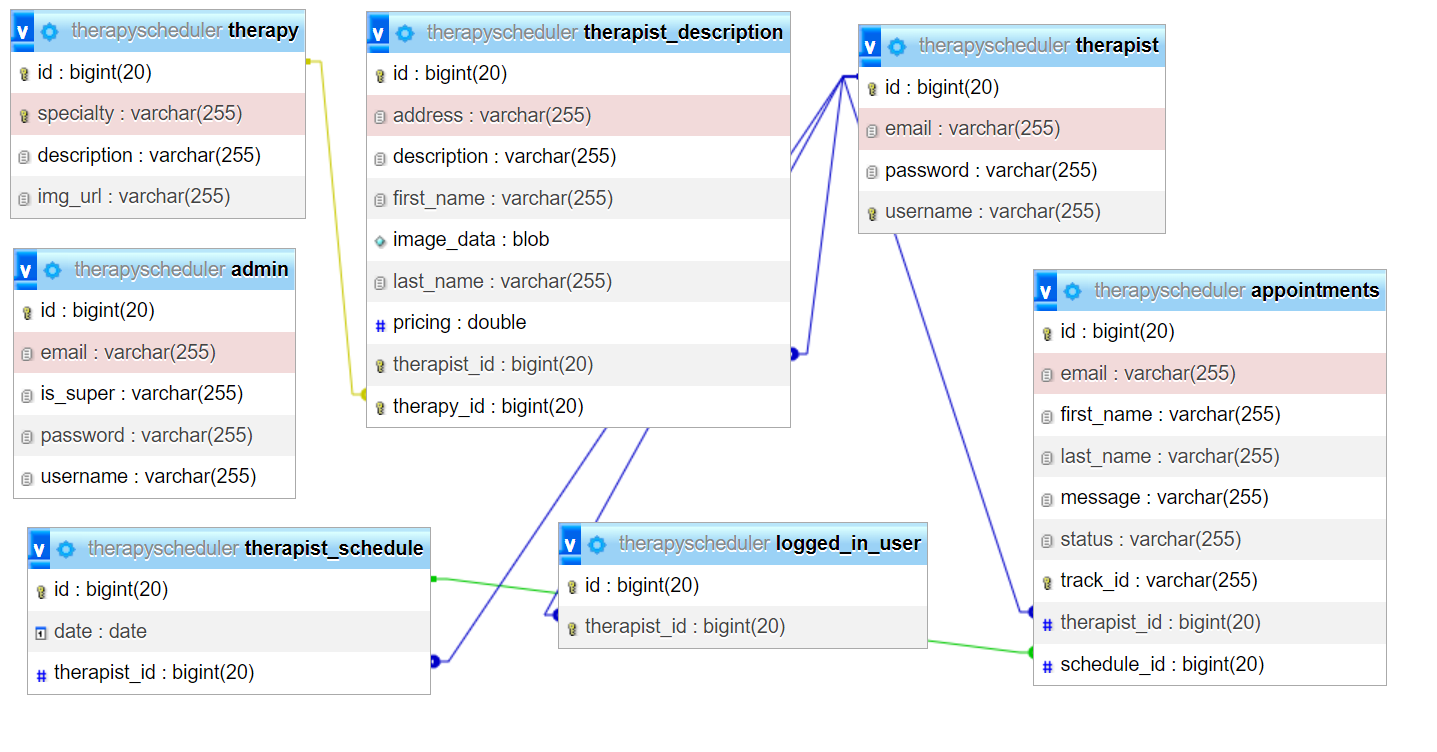 v therapyscheduler therapy
id : bigint(20)
specialty : varchar(255)
description : varchar(255)
img_url : varchar(255)
v therapyscheduler therapist_description
id : bigint(20)
address : varchar(255)
description : varchar(255)
first_name : varchar(255)
image_data : blob
last_name : varchar(255)
# pricing : double
therapist_id : bigint(20)
therapy_id : bigint(20)
v therapyscheduler therapist
id : bigint(20)
email : varchar(255)
password : varchar(255)
username : varchar(255)
v therapyscheduler admin
id : bigint(20)
email : varchar(255)
is_super : varchar(255)
password : varchar(255)
username : varchar(255)
v therapyscheduler appointments
id : bigint(20)
email : varchar(255)
first_name : varchar(255)
last_name : varchar(255)
message : varchar(255)
status : varchar(255)
track_id : varchar(255)
# therapist_id : bigint(20)
# schedule_id : bigint(20)
v therapyscheduler therapist_schedule
id : bigint(20)
date : date
# therapist_id : bigint(20)
v therapyscheduler logged_in_user
id : bigint(20)
therapist_id : bigint(20)